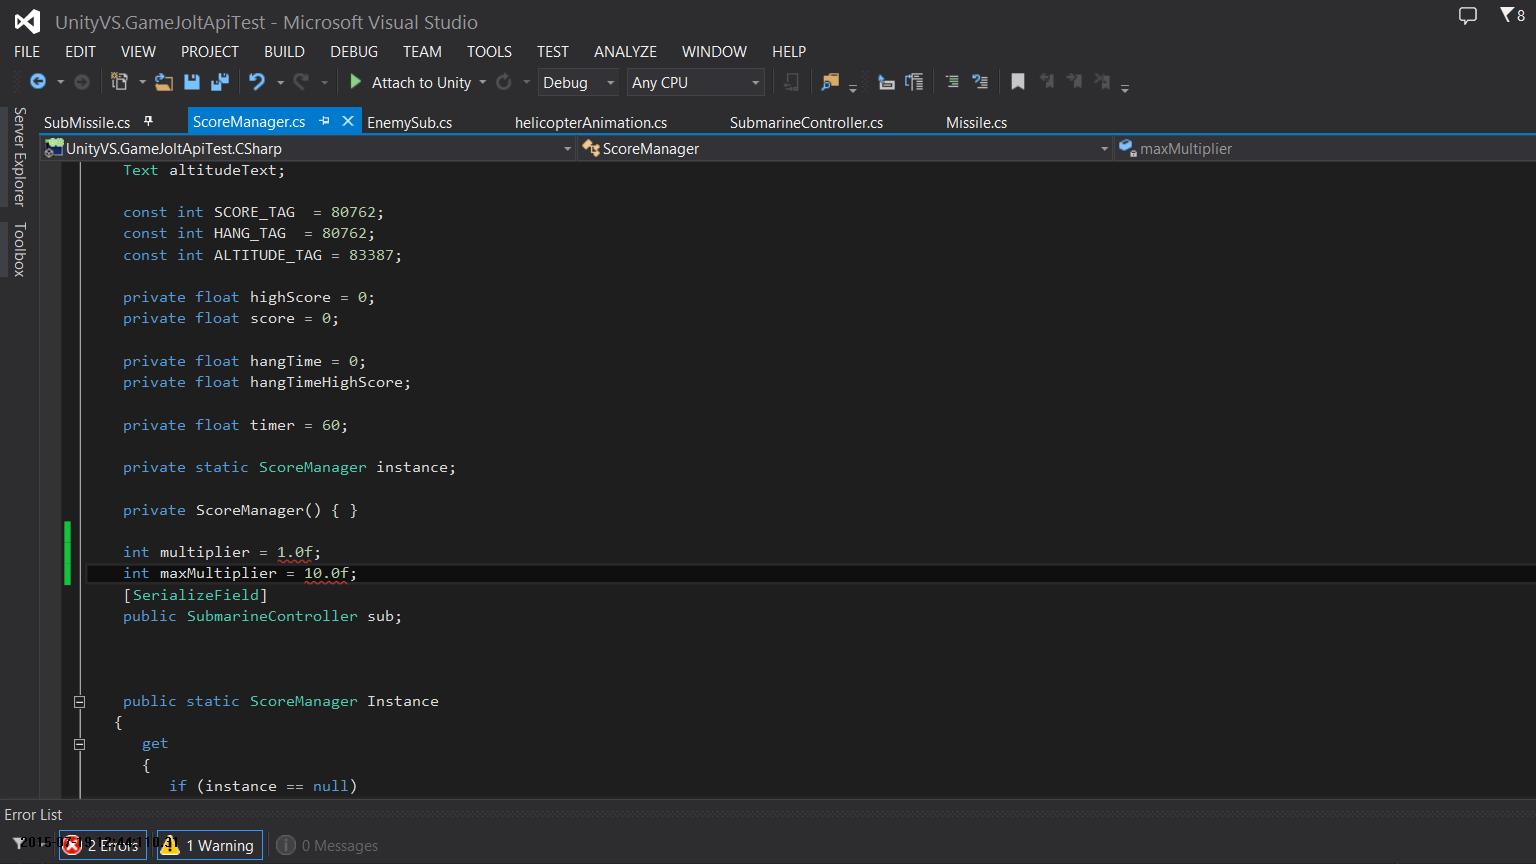 UnityVS.GameJoltApiTest - Microsoft Visual Studio
8
FILE EDIT VIEW PROJECT BUILD DEBUG TEAM TOOLS TEST ANALYZE WINDOW HELP
Attach to Unity Debug Any CPU
Server Explorer
Toolbox
SubMissile.cs ScoreManager.cs EnemySub.cs helicopterAnimation.cs SubmarineController.cs Missile.cs
UnityVS.GameJoltApiTest.CSharp ScoreManager maxMultiplier
Text altitudeText;
const int SCORE_TAG = 80762;
const int HANG_TAG = 80762;
const int ALTITUDE_TAG = 83387;
private float highScore = 0;
private float score = 0;
private float hangTime = 0;
private float hangTimeHighScore;
private float timer = 60;
private static ScoreManager instance;
private ScoreManager() { }
int multiplier = 1.0f;
int maxMultiplier = 10.0f;
[SerializeField]
public SubmarineController sub;
public static ScoreManager Instance
{
get
{
if (instance == null)
Error List
2 Errors 1 Warning 0 Messages